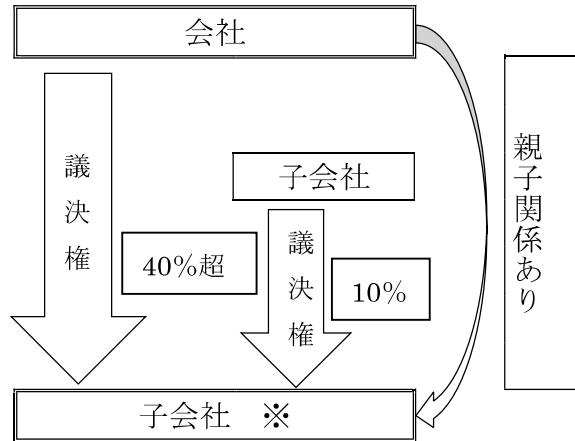 会社
議決権
子会社
親子関係あり
40％超
議決権
10％
子会社 ※